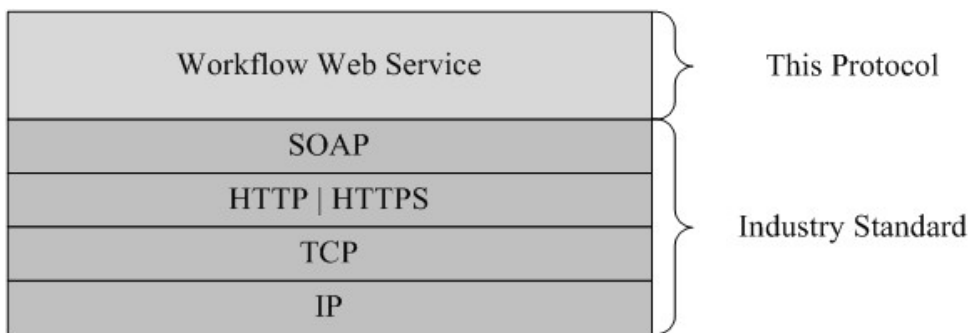 Workflow Web Service
This Protocol
SOAP
HTTP | HTTPS
TCP
IP
Industry Standard